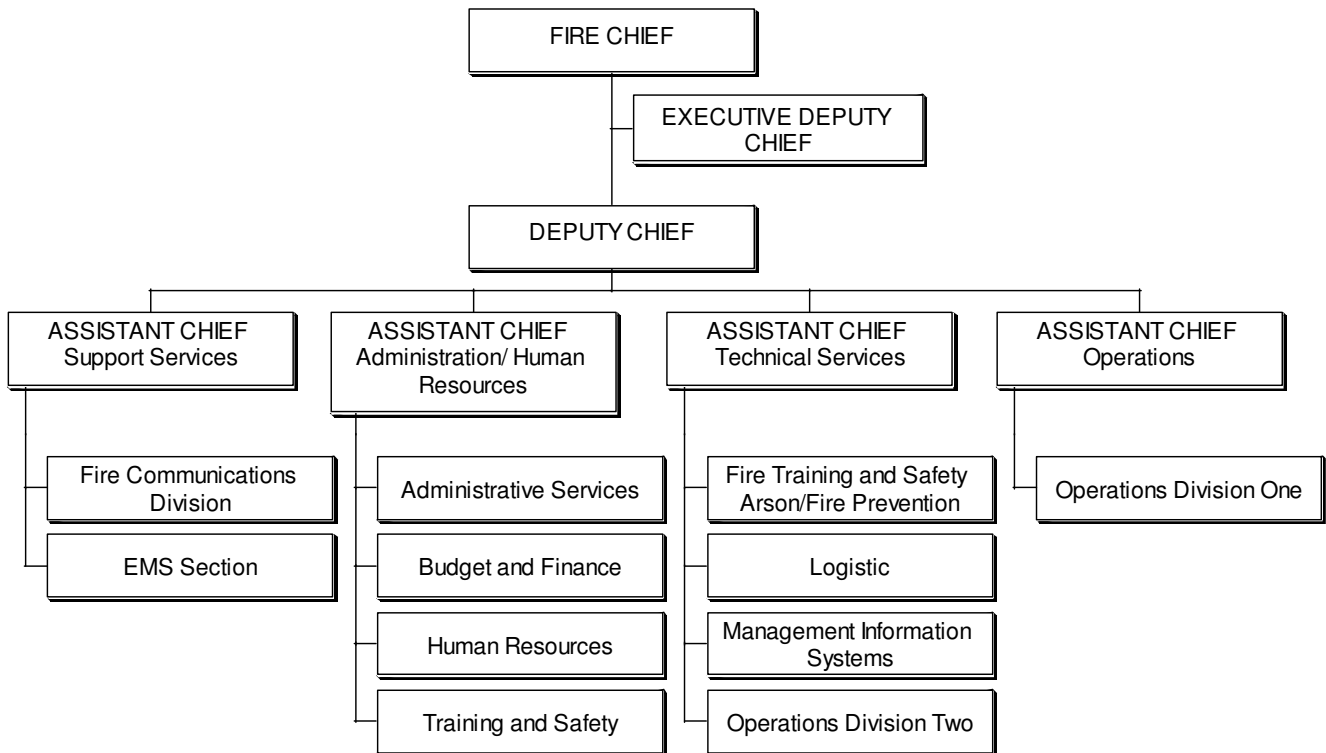 FIRE CHIEF
EXECUTIVE DEPUTY
CHIEF
DEPUTY CHIEF
ASSISTANT CHIEF
Support Services
ASSISTANT CHIEF
Administration/ Human
Resources
ASSISTANT CHIEF
Technical Services
ASSISTANT CHIEF
Operations
Fire Communications
Division
EMS Section
Administrative Services
Budget and Finance
Human Resources
Training and Safety
Fire Training and Safety
Arson/Fire Prevention
Logistic
Management Information
Systems
Operations Division Two
Operations Division One